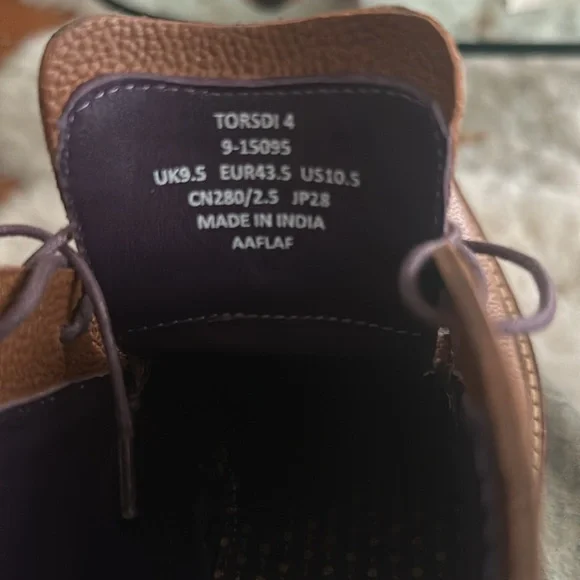 TORSDI 4
9-15095
UK9.5 EUR43.5 US10.5
CN280/2.5 JP28
MADE IN INDIA
AAFLAF